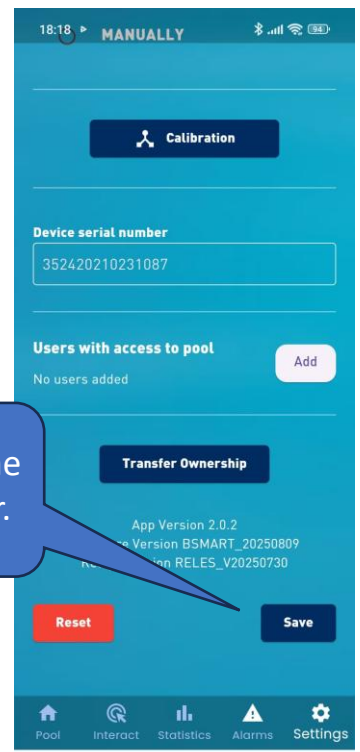 18:18
94
MANUALLY
Calibration
Device serial number
352420210231087
Users with access to pool
Add
No users added
Transfer Ownership
r.
App Version 2.0.2
Version BSMART_20250809
RELES_V20250730
Reset
Save
Pool
Interact
Statistics
Alarms
Settings